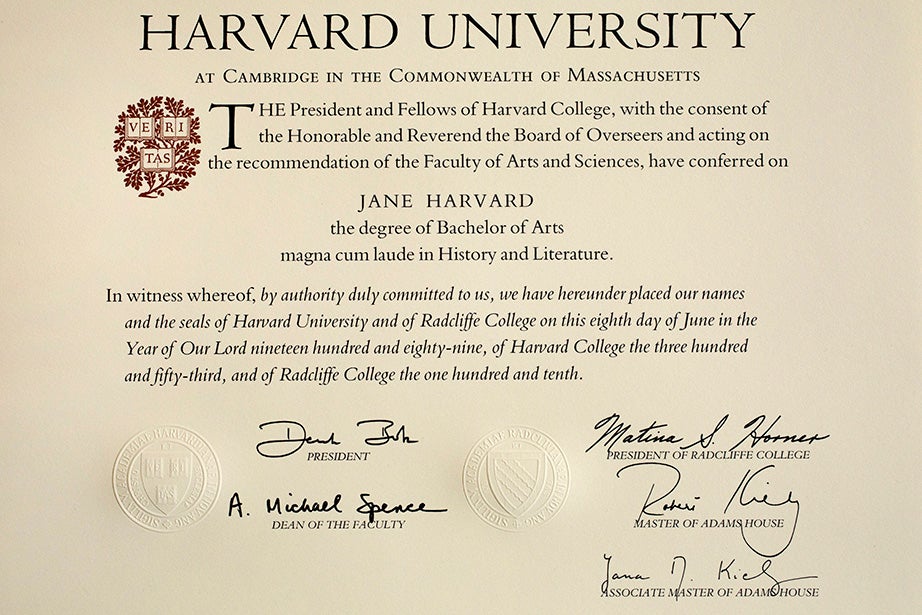 HARVARD UNIVERSITY
AT CAMBRIDGE IN THE COMMONWEALTH OF MASSACHUSETTS
VE RI
TAS
THE President and Fellows of Harvard College, with the consent of
the Honorable and Reverend the Board of Overseers and acting on
the recommendation of the Faculty of Arts and Sciences, have conferred on
JANE HARVARD
the degree of Bachelor of Arts
magna cum laude in History and Literature.
In witness whereof, by authority duly committed to us, we have hereunder placed our names
and the seals of Harvard University and of Radcliffe College on this eighth day of June in the
Year of Our Lord nineteen hundred and eighty-nine, of Harvard College the three hundred
and fifty-third, and of Radcliffe College the one hundred and tenth.
Derek Bok
PRESIDENT
A. Michael Spence
DEAN OF THE FACULTY
Matina S. Horner
PRESIDENT OF RADCLIFFE COLLEGE
Robert Kiely
MASTER OF ADAMS HOUSE
Jana M. Kiely
ASSOCIATE MASTER OF ADAMS HOUSE